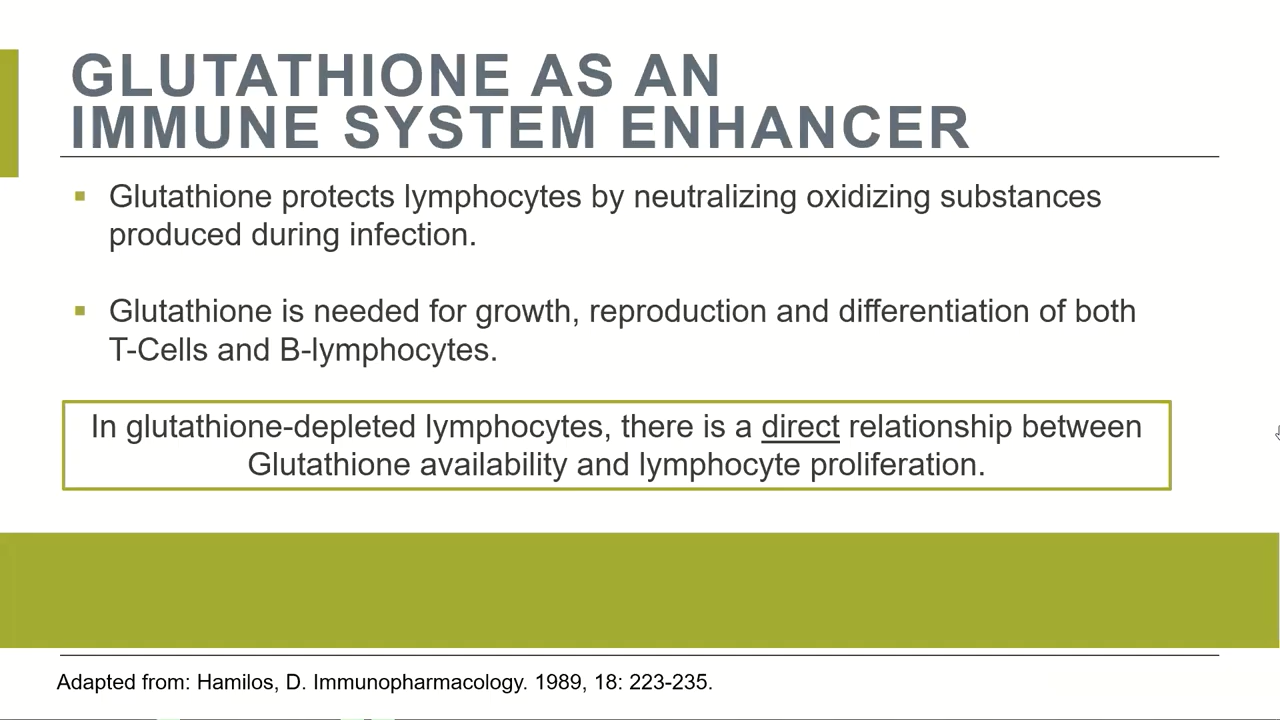 GLUTATHIONE AS AN
IMMUNE SYSTEM ENHANCER
▪ Glutathione protects lymphocytes by neutralizing oxidizing substances
produced during infection.
▪ Glutathione is needed for growth, reproduction and differentiation of both
T-Cells and B-lymphocytes.
In glutathione-depleted lymphocytes, there is a direct relationship between
Glutathione availability and lymphocyte proliferation.
Adapted from: Hamilos, D. Immunopharmacology. 1989, 18: 223-235.